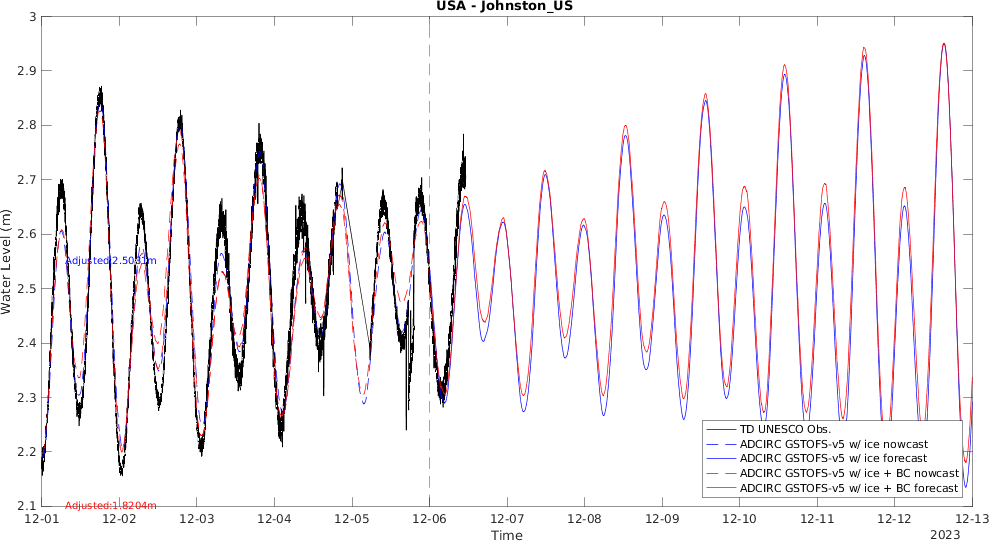 USA - Johnston_US
3
2.9
2.8
2.7
2.6
2.5
2.4
2.3
2.2
2.1
Water Level (m)
Adjusted:2.5031m
Adjusted:1.8204m
TD UNESCO Obs.
ADCIRC GSTOFS-v5 w/ ice nowcast
ADCIRC GSTOFS-v5 w/ ice forecast
ADCIRC GSTOFS-v5 w/ ice + BC nowcast
ADCIRC GSTOFS-v5 w/ ice + BC forecast
12-01 12-02 12-03 12-04 12-05 12-06 12-07 12-08 12-09 12-10 12-11 12-12 12-13
Time
2023